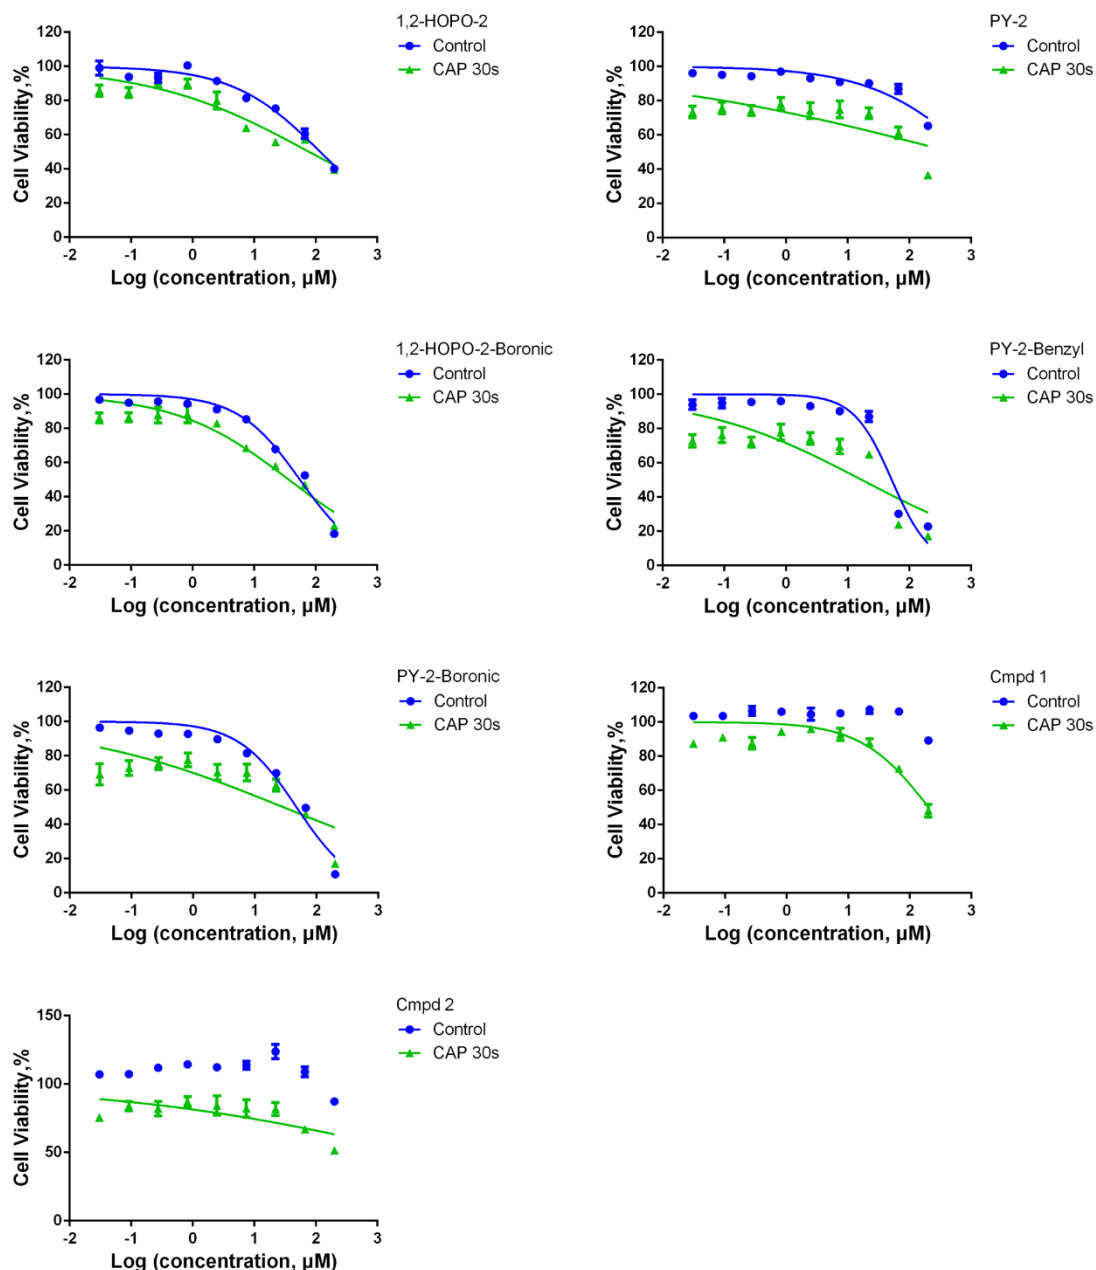 1,2-HOPO-2
Control
CAP 30s
120
100
80
60
40
20
0
-2 -1 0 1 2 3
Cell Viability,%
Log (concentration, µM)
PY-2
Control
CAP 30s
120
100
80
60
40
20
0
-2 -1 0 1 2 3
Cell Viability,%
Log (concentration, µM)
1,2-HOPO-2-Boronic
Control
CAP 30s
120
100
80
60
40
20
0
-2 -1 0 1 2 3
Cell Viability,%
Log (concentration, µM)
PY-2-Benzyl
Control
CAP 30s
120
100
80
60
40
20
0
-2 -1 0 1 2 3
Cell Viability,%
Log (concentration, µM)
PY-2-Boronic
Control
CAP 30s
120
100
80
60
40
20
0
-2 -1 0 1 2 3
Cell Viability,%
Log (concentration, µM)
Cmpd 1
Control
CAP 30s
120
100
80
60
40
20
0
-2 -1 0 1 2 3
Cell Viability,%
Log (concentration, µM)
Cmpd 2
Control
CAP 30s
150
100
50
0
-2 -1 0 1 2 3
Cell Viability,%
Log (concentration, µM)